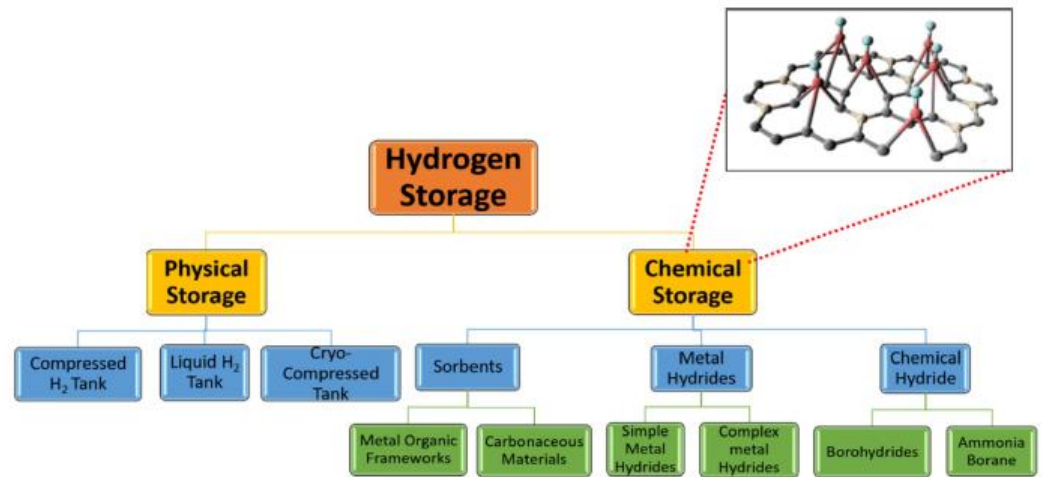 Hydrogen
Storage
Physical
Storage
Chemical
Storage
Compressed
H₂ Tank
Liquid H₂
Tank
Cryo-
Compressed
Tank
Sorbents
Metal
Hydrides
Chemical
Hydride
Metal Organic
Frameworks
Carbonaceous
Materials
Simple
Metal
Hydrides
Complex
metal
Hydrides
Borohydrides
Ammonia
Borane